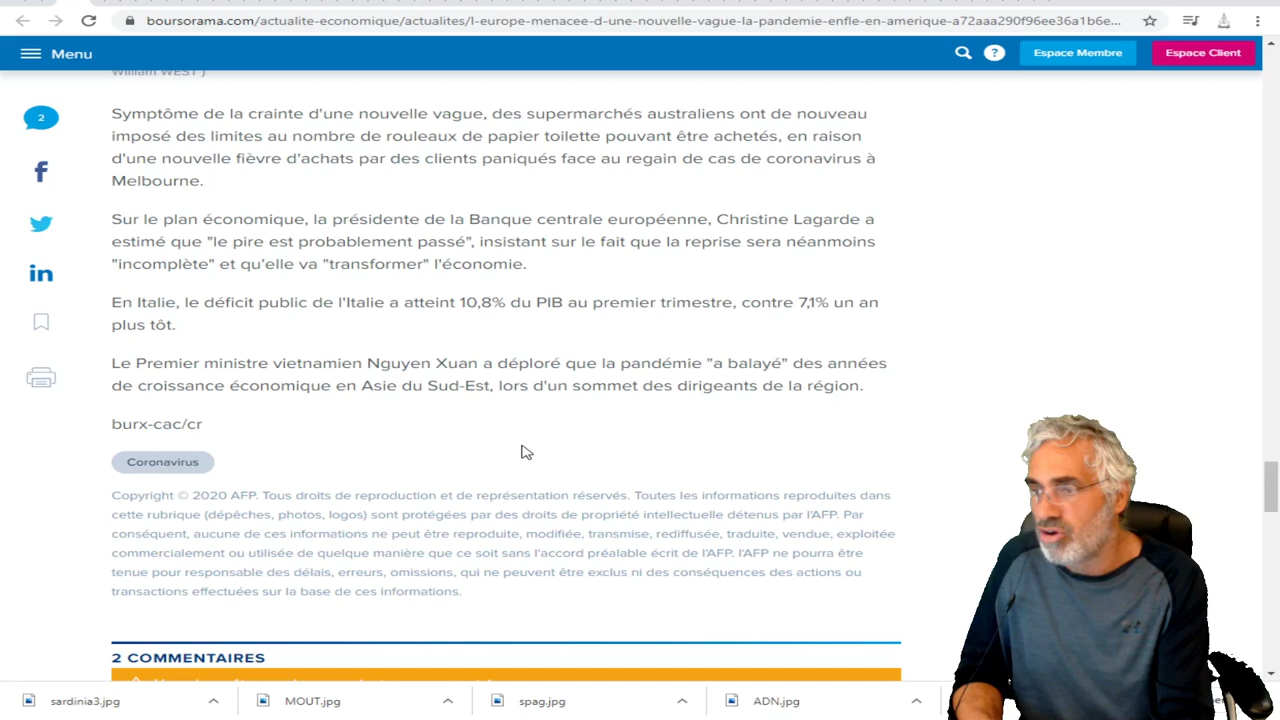 boursorama.com/actualite-economique/actualites/l-europe-menacee-d-une-nouvelle-vague-la-pandemie-enfle-en-amerique-a72aaa290f96ee36a1b6e...
Menu
?
Espace Membre
Espace Client
William WEST )
2
Symptôme de la crainte d'une nouvelle vague, des supermarchés australiens ont de nouveau
imposé des limites au nombre de rouleaux de papier toilette pouvant être achetés, en raison
d'une nouvelle fièvre d'achats par des clients paniqués face au regain de cas de coronavirus à
Melbourne.
Sur le plan économique, la présidente de la Banque centrale européenne, Christine Lagarde a
estimé que "le pire est probablement passé", insistant sur le fait que la reprise sera néanmoins
"incomplète" et qu'elle va "transformer" l'économie.
En Italie, le déficit public de l'Italie a atteint 10,8% du PIB au premier trimestre, contre 7,1% un an
plus tôt.
Le Premier ministre vietnamien Nguyen Xuan a déploré que la pandémie "a balayé" des années
de croissance économique en Asie du Sud-Est, lors d'un sommet des dirigeants de la région.
burx-cac/cr
Coronavirus
Copyright © 2020 AFP. Tous droits de reproduction et de représentation réservés. Toutes les informations reproduites dans
cette rubrique (dépêches, photos, logos) sont protégées par des droits de propriété intellectuelle détenus par l'AFP. Par
conséquent, aucune de ces informations ne peut être reproduite, modifiée, transmise, rediffusée, traduite, vendue, exploitée
commercialement ou utilisée de quelque manière que ce soit sans l'accord préalable écrit de l'AFP. l'AFP ne pourra être
tenue pour responsable des délais, erreurs, omissions, qui ne peuvent être exclus ni des conséquences des actions ou
transactions effectuées sur la base de ces informations.
2 COMMENTAIRES
sardinia3.jpg
MOUT.jpg
spag.jpg
ADN.jpg